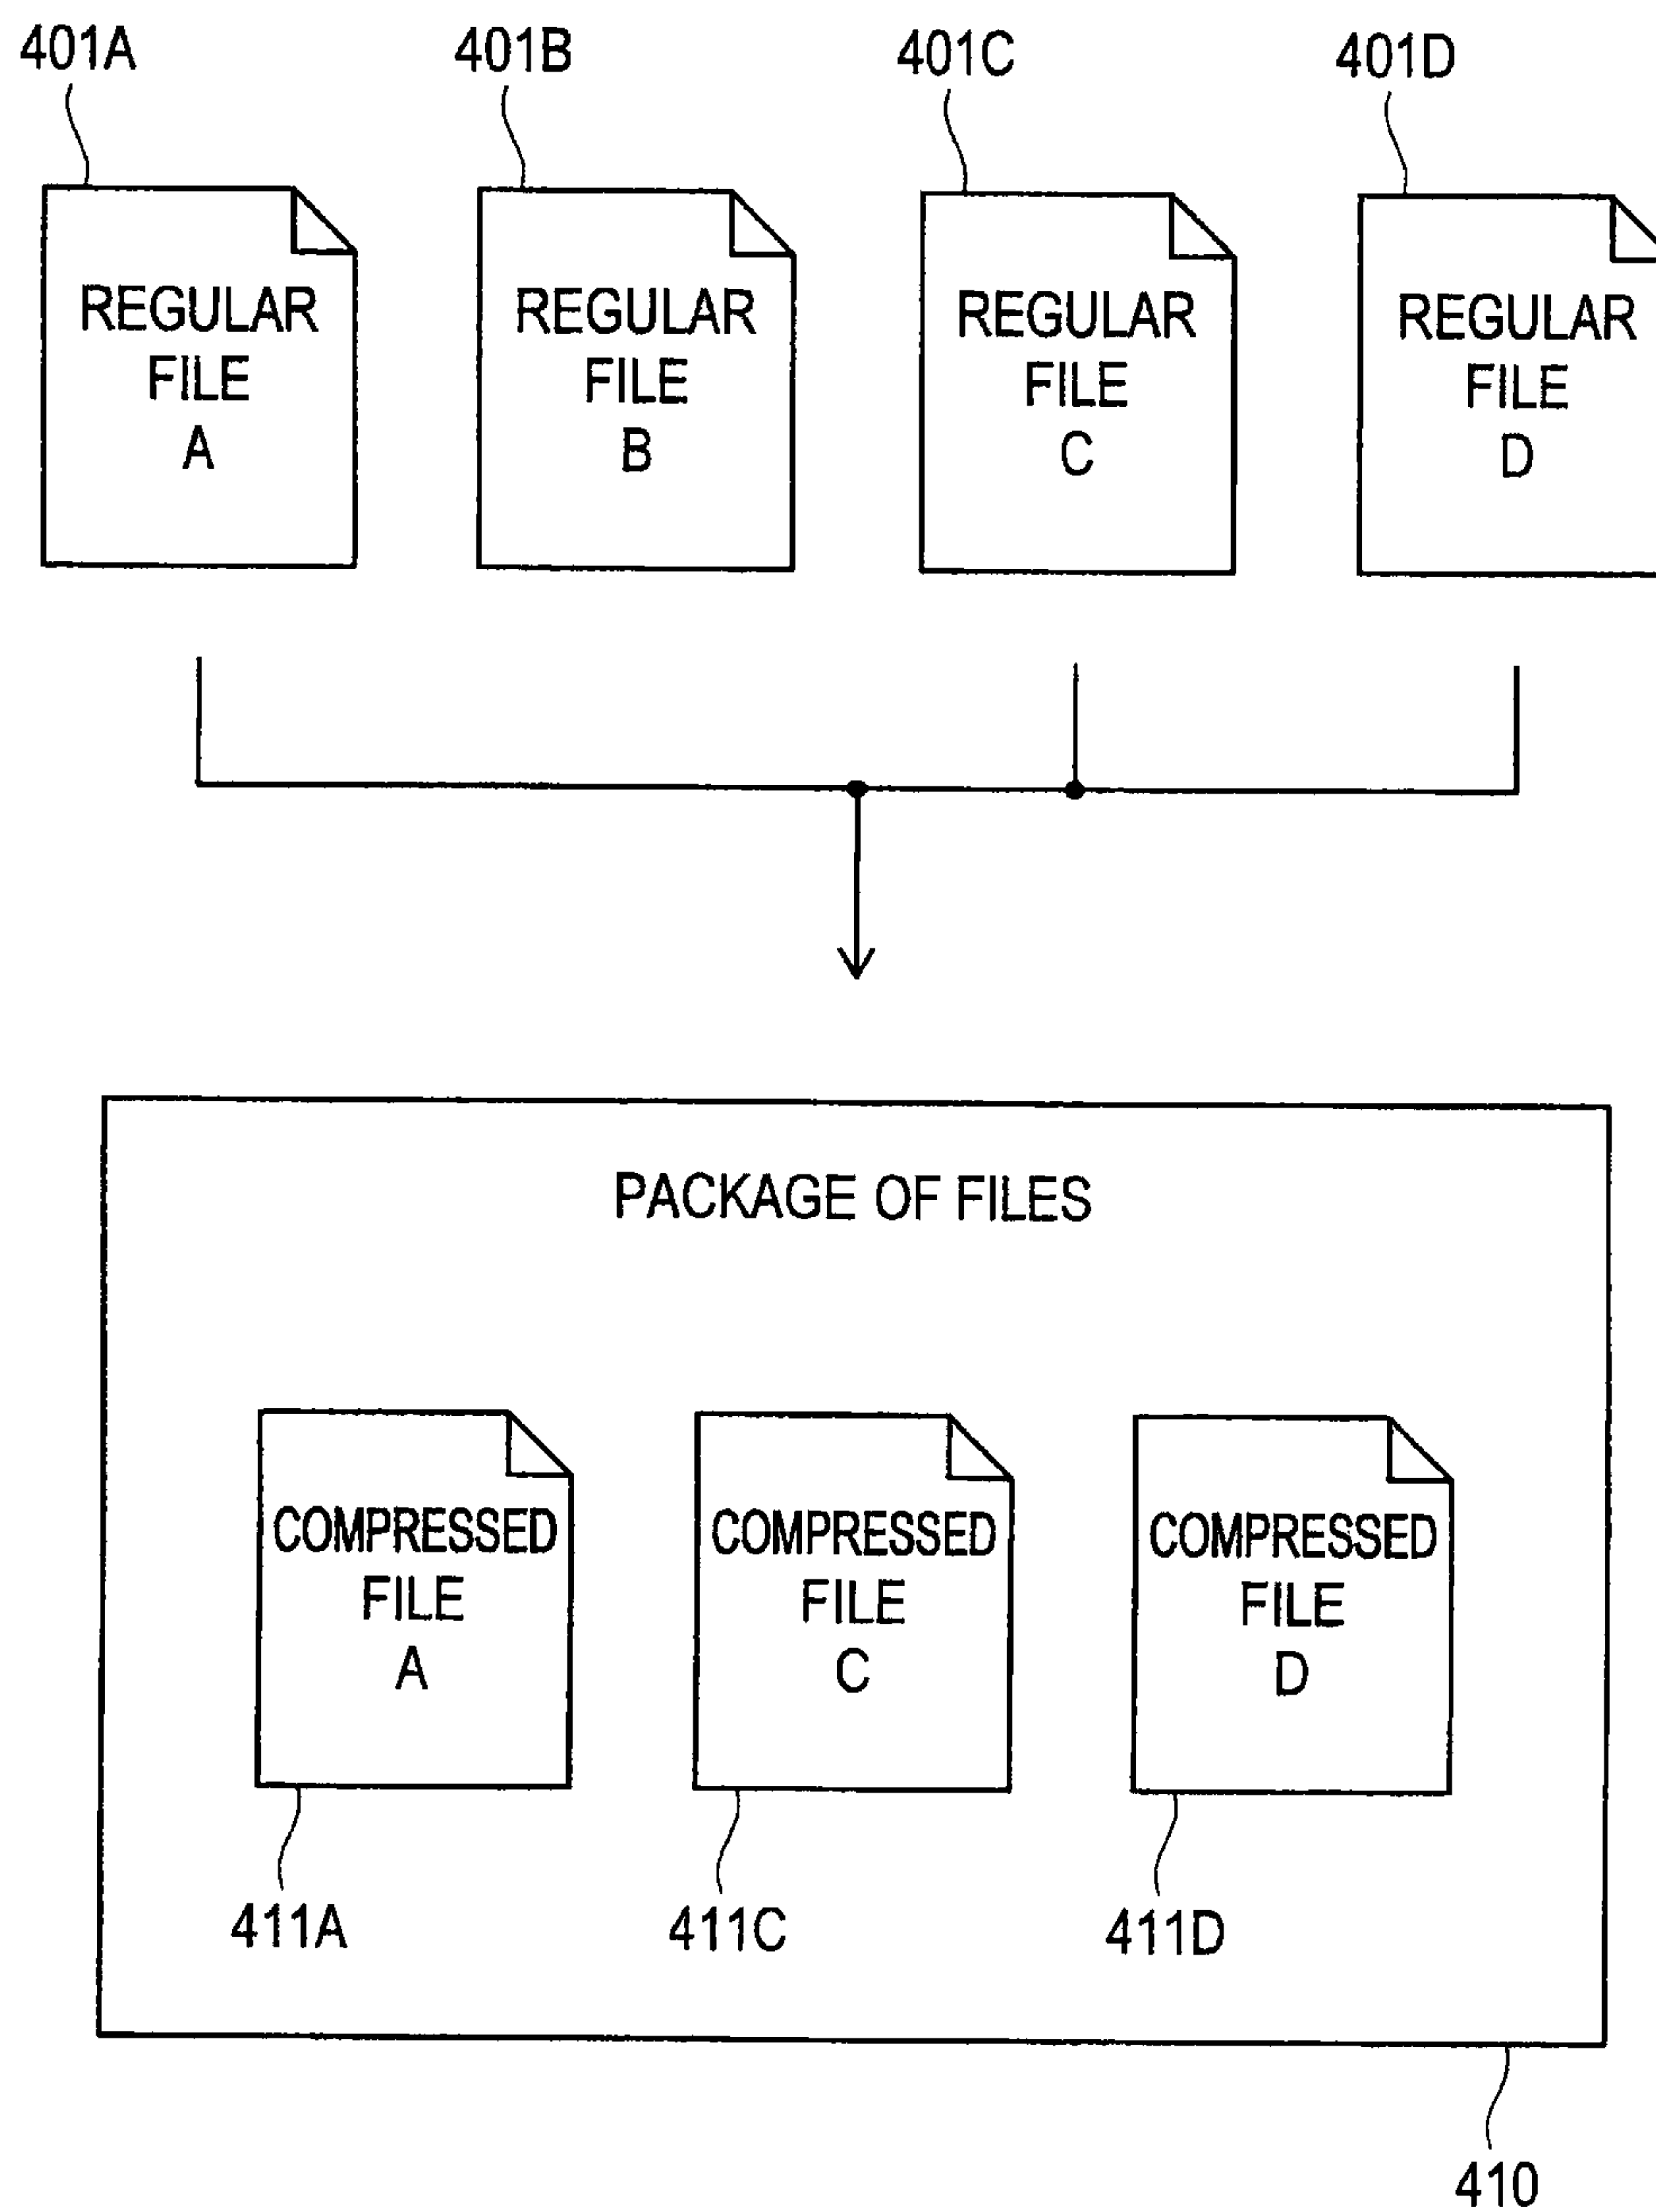 401A
401B
401C
401D
REGULAR
FILE
A
REGULAR
FILE
B
REGULAR
FILE
C
REGULAR
FILE
D
PACKAGE OF FILES
COMPRESSED
FILE
A
COMPRESSED
FILE
C
COMPRESSED
FILE
D
411A
411C
411D
410